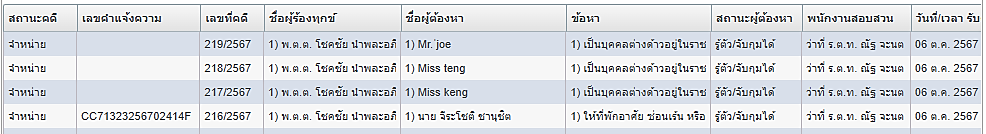 สถานะคดี เลขคำแจ้งความ เลขที่คดี ชื่อผู้ร้องทุกข์ ชื่อผู้ต้องหา ข้อหา สถานะผู้ต้องหา พนักงานสอบสวน วันที่/เวลา รับ
จำหน่าย 219/2567 1) พ.ต.ต. โชคชัย นำพลอะภิ 1) Mr.`joe 1) เป็นบุคคลต่างด้าวอยู่ในราช รู้ตัว/จับกุมได้ ว่าที่ ร.ต.ท. ณัฐ จะนต 06 ต.ค. 2567
จำหน่าย 218/2567 1) พ.ต.ต. โชคชัย นำพลอะภิ 1) Miss teng 1) เป็นบุคคลต่างด้าวอยู่ในราช รู้ตัว/จับกุมได้ ว่าที่ ร.ต.ท. ณัฐ จะนต 06 ต.ค. 2567
จำหน่าย 217/2567 1) พ.ต.ต. โชคชัย นำพลอะภิ 1) Miss keng 1) เป็นบุคคลต่างด้าวอยู่ในราช รู้ตัว/จับกุมได้ ว่าที่ ร.ต.ท. ณัฐ จะนต 06 ต.ค. 2567
จำหน่าย CC71323256702414F 216/2567 1) พ.ต.ต. โชคชัย นำพลอะภิ 1) นาย จิระโชติ ชานุชิต 1) ให้ที่พักอาศัย ซ่อนเร้น หรือ รู้ตัว/จับกุมได้ ว่าที่ ร.ต.ท. ณัฐ จะนต 06 ต.ค. 2567